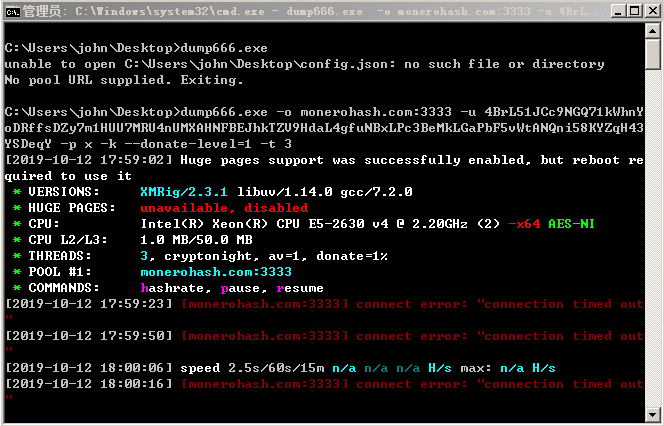 管理员: C:\Windows\system32\cmd.exe - dump666.exe -o monerohash.com:3333 -u 4BrL...
C:\Users\john\Desktop>dump666.exe
unable to open C:\Users\john\Desktop\config.json: no such file or directory
No pool URL supplied. Exiting.
C:\Users\john\Desktop>dump666.exe -o monerohash.com:3333 -u 4BrL51JCc9NGQ71kWhnY
oDRffsDZy7m1HUU7MRU4nUMXAHNFBEJhkTZV9HdaL4gfuNBxLPc3BeMkLGaPbF5vWtANQni58KYZqH43
YSDeqY -p x -k --donate-level=1 -t 3
[2019-10-12 17:59:02] Huge pages support was successfully enabled, but reboot re
quired to use it
* VERSIONS: XMRig/2.3.1 libuv/1.14.0 gcc/7.2.0
* HUGE PAGES: unavailable, disabled
* CPU: Intel(R) Xeon(R) CPU E5-2630 v4 @ 2.20GHz (2) -x64 AES-NI
* CPU L2/L3: 1.0 MB/50.0 MB
* THREADS: 3, cryptonight, av=1, donate=1%
* POOL #1: monerohash.com:3333
* COMMANDS: hashrate, pause, resume
[2019-10-12 17:59:23] [monerohash.com:3333] connect error: "connection timed out
"
[2019-10-12 17:59:50] [monerohash.com:3333] connect error: "connection timed out
"
[2019-10-12 18:00:06] speed 2.5s/60s/15m n/a n/a n/a H/s max: n/a H/s
[2019-10-12 18:00:16] [monerohash.com:3333] connect error: "connection timed out
"